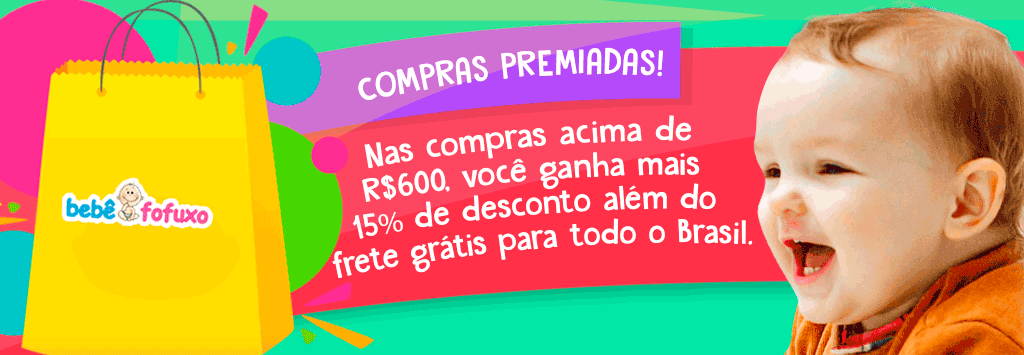 COMPRAS PREMIADAS!
Nas compras acima de
R$600, você ganha mais
15% de desconto além do
frete grátis para todo o Brasil.
bebê fofuxo